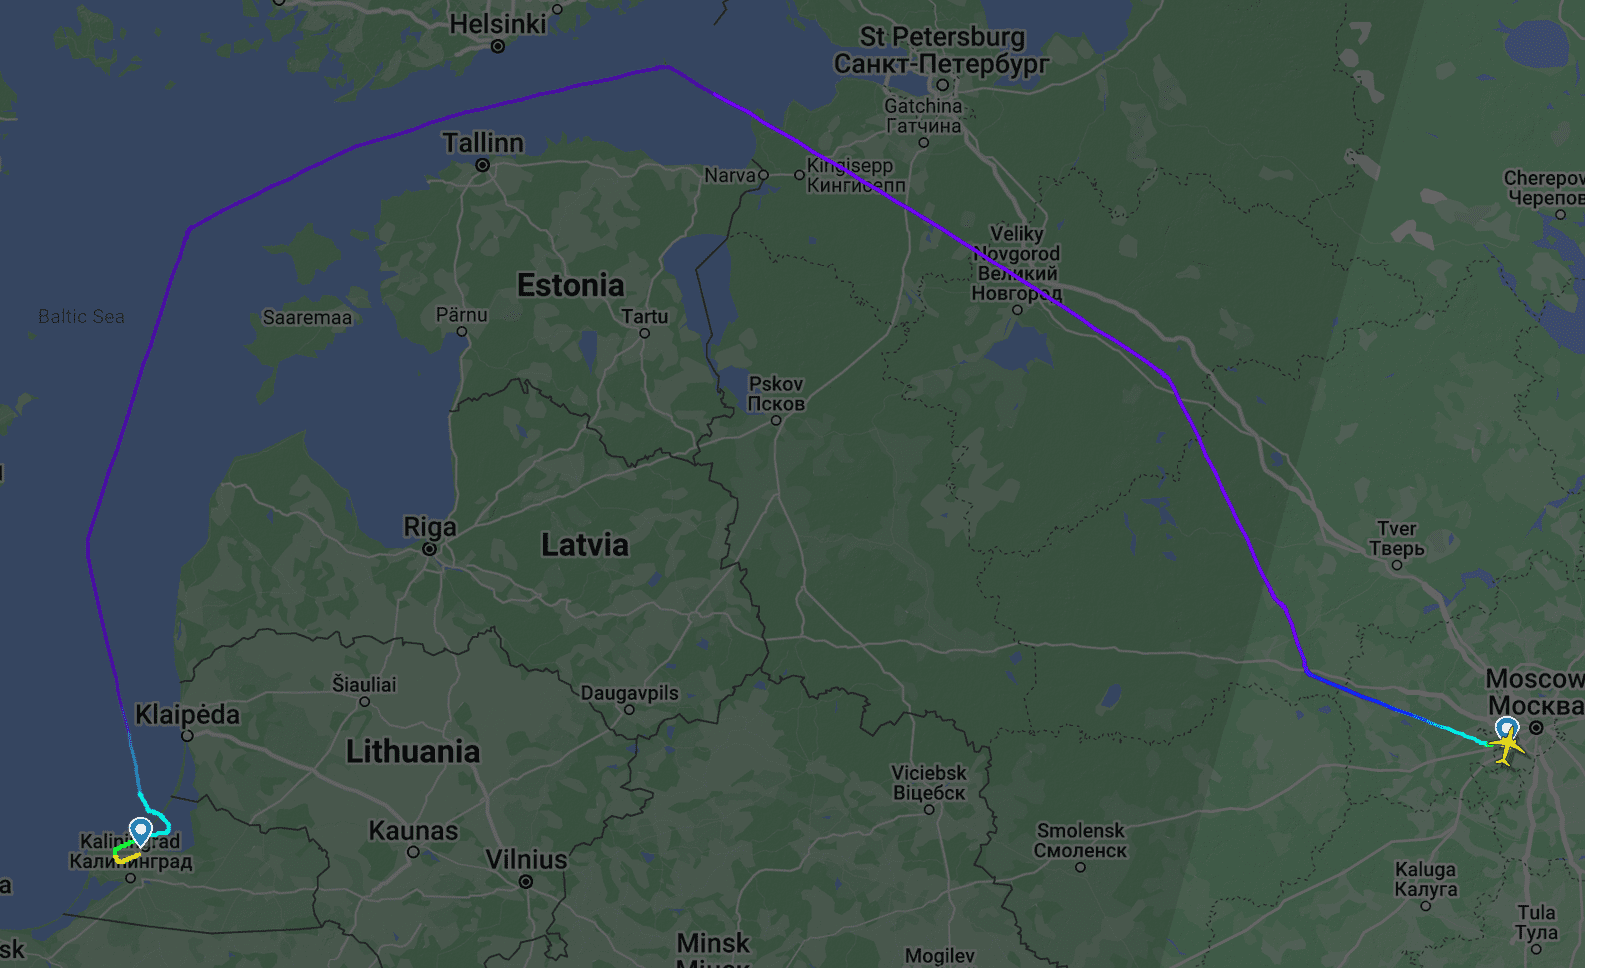 Helsinki
St Petersburg
Санкт-Петербург
Gatchina
Гатчина
Tallinn
Narva
Kingisepp
Кингисепп
Cherepov
Черепов
Veliky
Novgorod
Великий
Новгород
Estonia
Baltic Sea
Saaremaa
Pärnu
Tartu
Pskov
Псков
Riga
Latvia
Tver
Тверь
Šiauliai
Daugavpils
Moscow
Москва
Klaipėda
Lithuania
Viciebsk
Віцебск
Kaliningrad
Калининград
Kaunas
Vilnius
Smolensk
Смоленск
Kaluga
Калуга
a
Tula
Тула
sk
Minsk
Mogilev